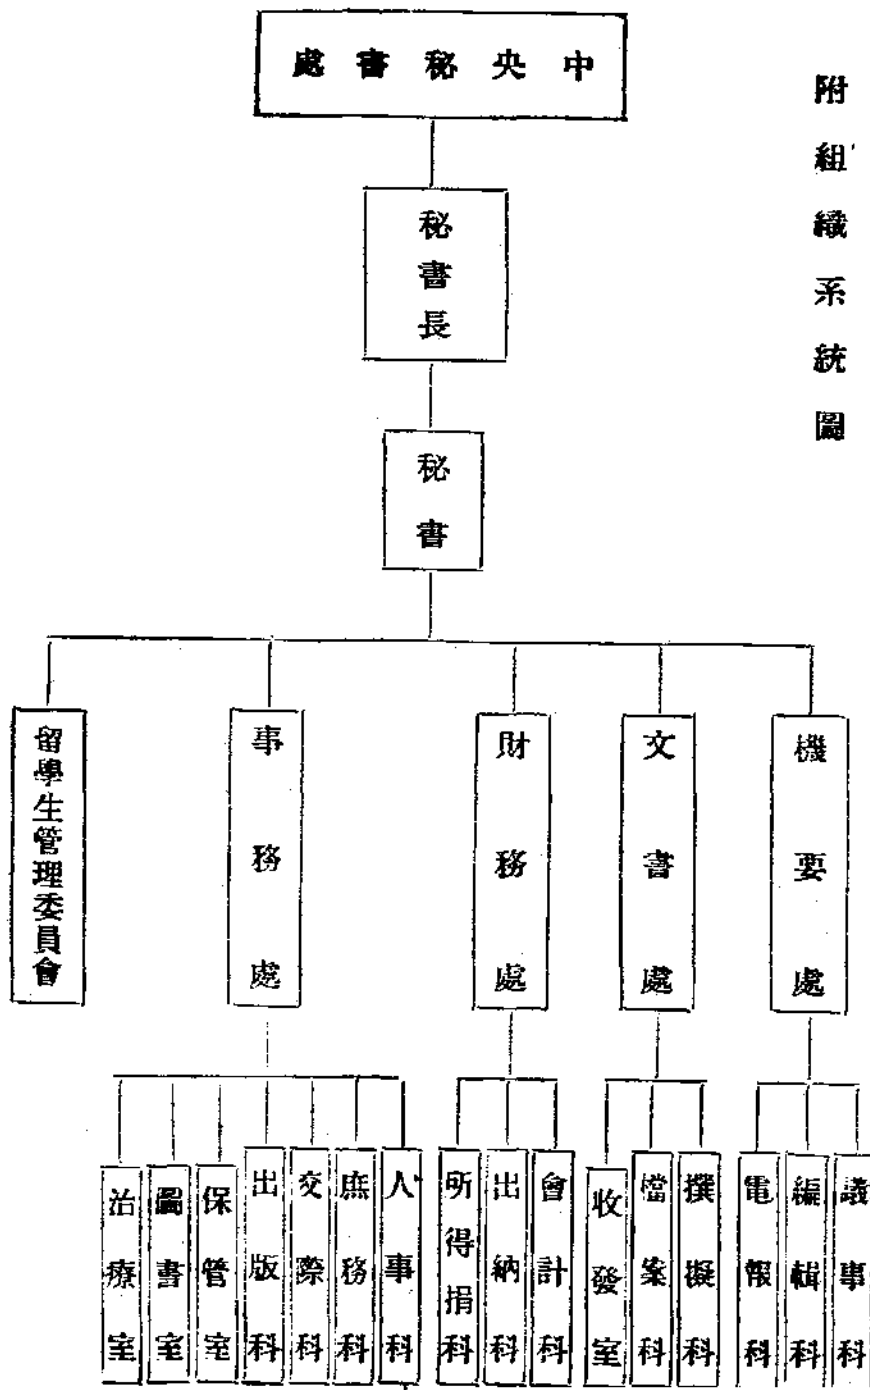 附組織系統圖
中央秘書處
秘書長
秘書
機要處
文書處
財務處
事務處
留學生管理委員會
議事科
編輯科
電報科
撰擬科
檔案科
收發室
會計科
出納科
所得捐科
人事科
庶務科
交際科
出版科
保管室
圖書室
治療室